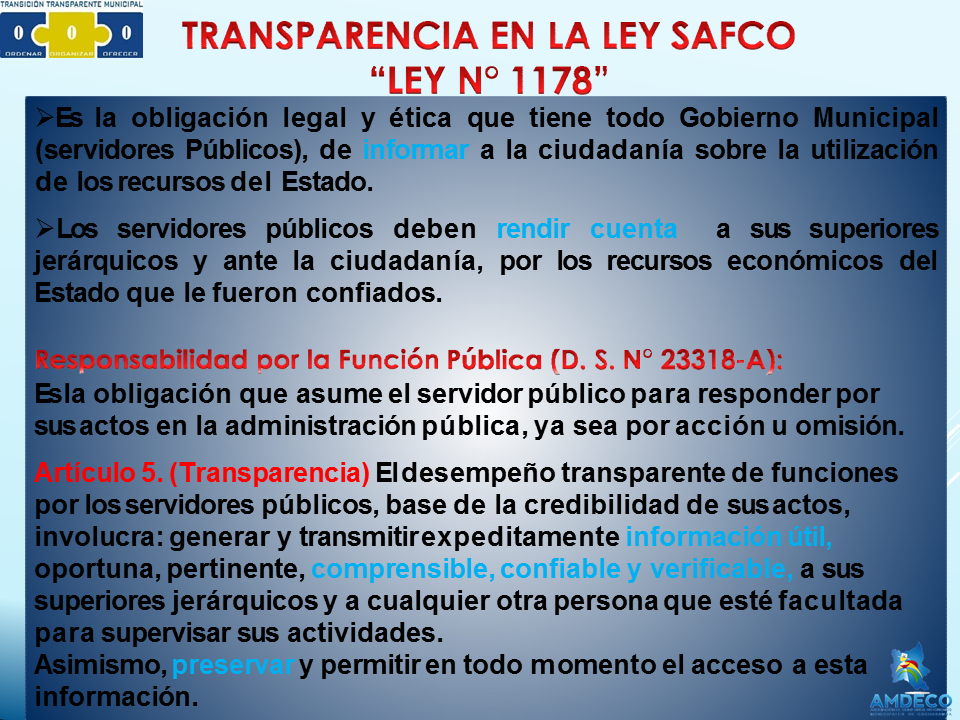 TRANSICIÓN TRANSPARENTE MUNICIPAL
0 0 0
ORDENAR ORGANIZAR OFRECER
TRANSPARENCIA EN LA LEY SAFCO
“LEY N° 1178”
➢Es la obligación legal y ética que tiene todo Gobierno Municipal
(servidores Públicos), de informar a la ciudadanía sobre la utilización
de los recursos del Estado.
➢Los servidores públicos deben rendir cuenta a sus superiores
jerárquicos y ante la ciudadanía, por los recursos económicos del
Estado que le fueron confiados.
Responsabilidad por la Función Pública (D. S. N° 23318-A):
Es la obligación que asume el servidor público para responder por
sus actos en la administración pública, ya sea por acción u omisión.
Artículo 5. (Transparencia) El desempeño transparente de funciones
por los servidores públicos, base de la credibilidad de sus actos,
involucra: generar y transmitir expeditamente información útil,
oportuna, pertinente, comprensible, confiable y verificable, a sus
superiores jerárquicos y a cualquier otra persona que esté facultada
para supervisar sus actividades.
Asimismo, preservar y permitir en todo momento el acceso a esta
información.
AMDECO